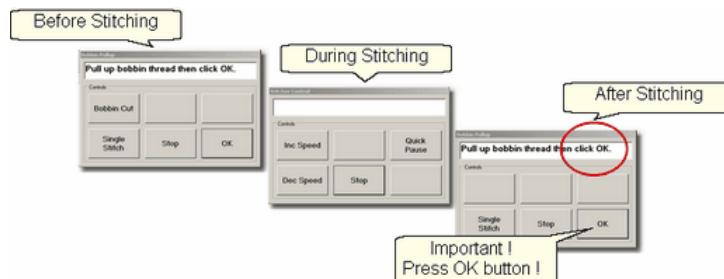 Before Stitching
Bobbin Pullup
Pull up bobbin thread then click OK.
Controls
Bobbin Cut
Single
Stitch
Stop
OK
During Stitching
Stitching Control
Controls
Inc Speed
Quick
Pause
Dec Speed
Stop
After Stitching
Bobbin Pullup
Pull up bobbin thread then click OK.
Controls
Single
Stitch
Stop
OK
Important !
Press OK button !